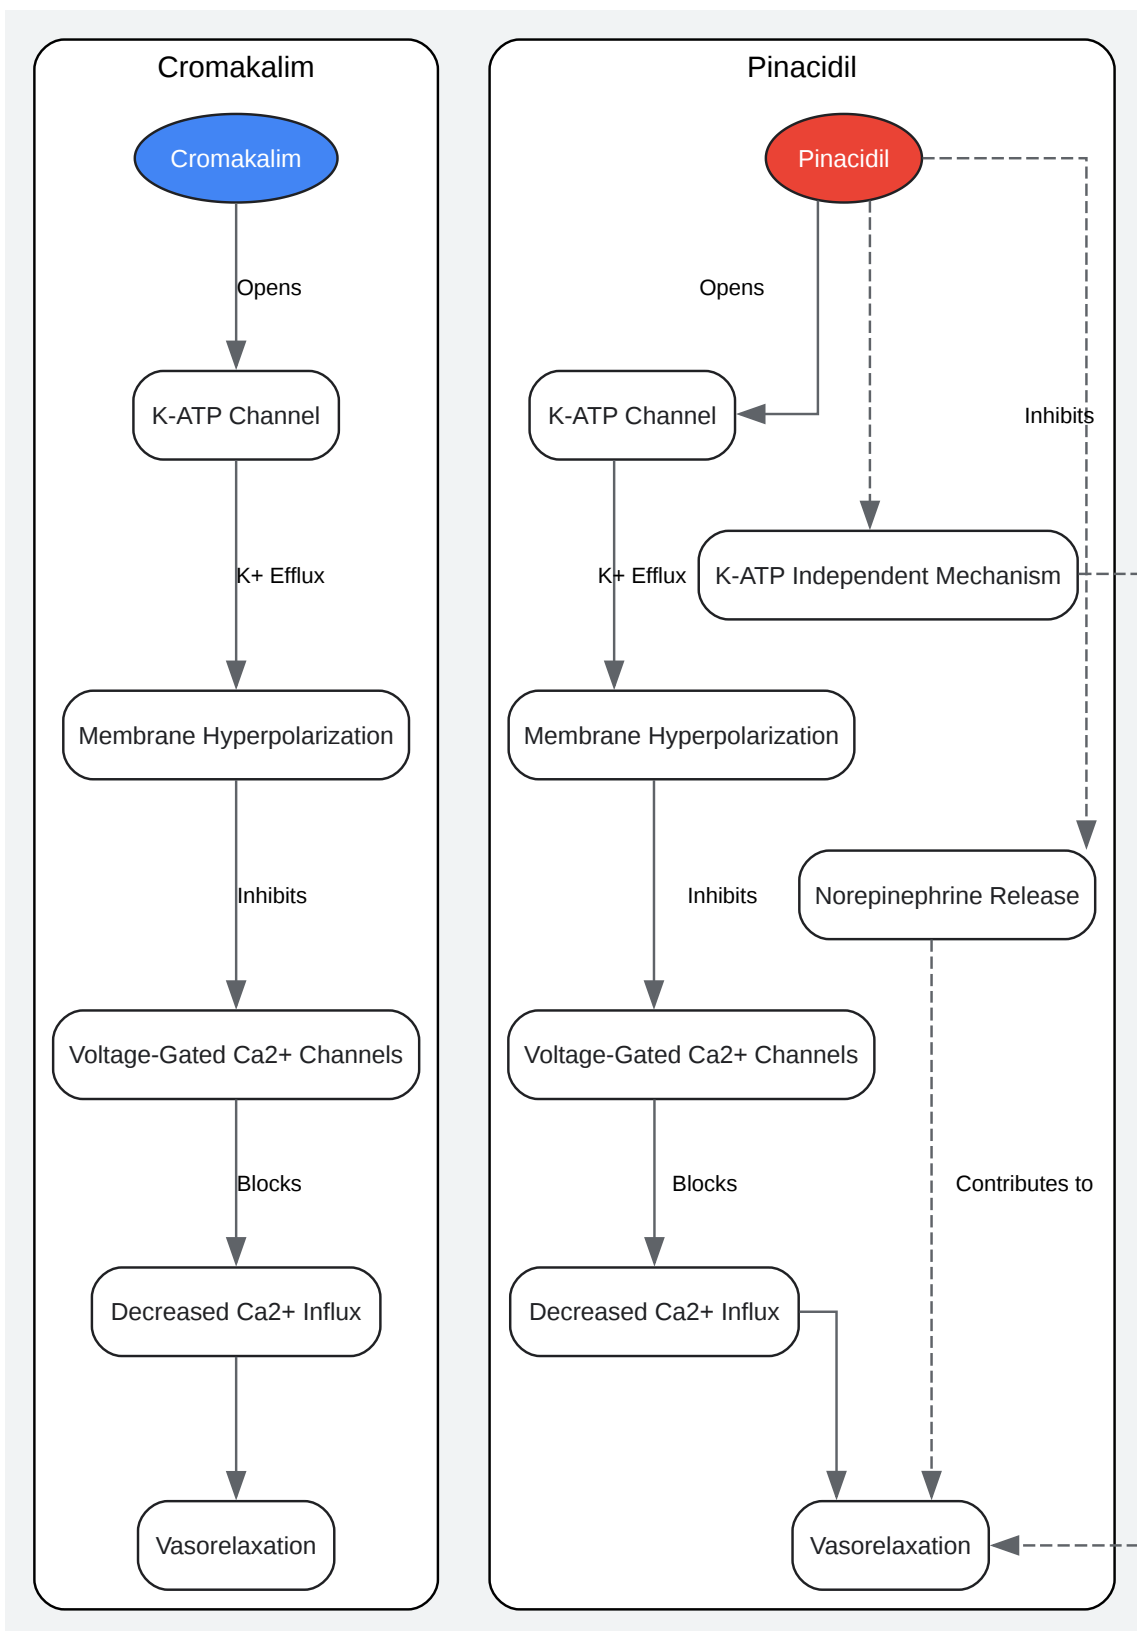 Cromakalim
Cromakalim
Opens
K-ATP Channel
K+ Efflux
Membrane Hyperpolarization
Inhibits
Voltage-Gated Ca2+ Channels
Blocks
Decreased Ca2+ Influx
Vasorelaxation
Pinacidil
Pinacidil
Opens
K-ATP Channel
Inhibits
K+ Efflux
K-ATP Independent Mechanism
Membrane Hyperpolarization
Inhibits
Norepinephrine Release
Voltage-Gated Ca2+ Channels
Blocks
Contributes to
Decreased Ca2+ Influx
Vasorelaxation